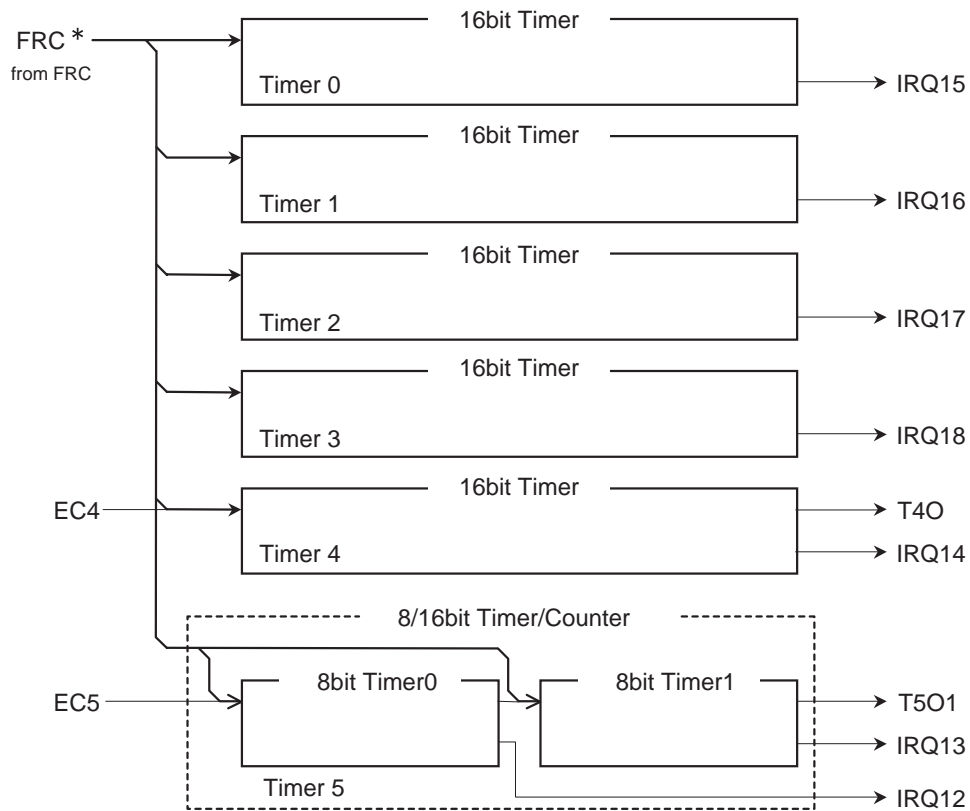 16bit Timer
FRC *
from FRC
Timer 0
IRQ15
16bit Timer
Timer 1
IRQ16
16bit Timer
Timer 2
IRQ17
16bit Timer
Timer 3
IRQ18
16bit Timer
EC4
T4O
Timer 4
IRQ14
8/16bit Timer/Counter
8bit Timer0
8bit Timer1
EC5
T5O1
IRQ13
Timer 5
IRQ12